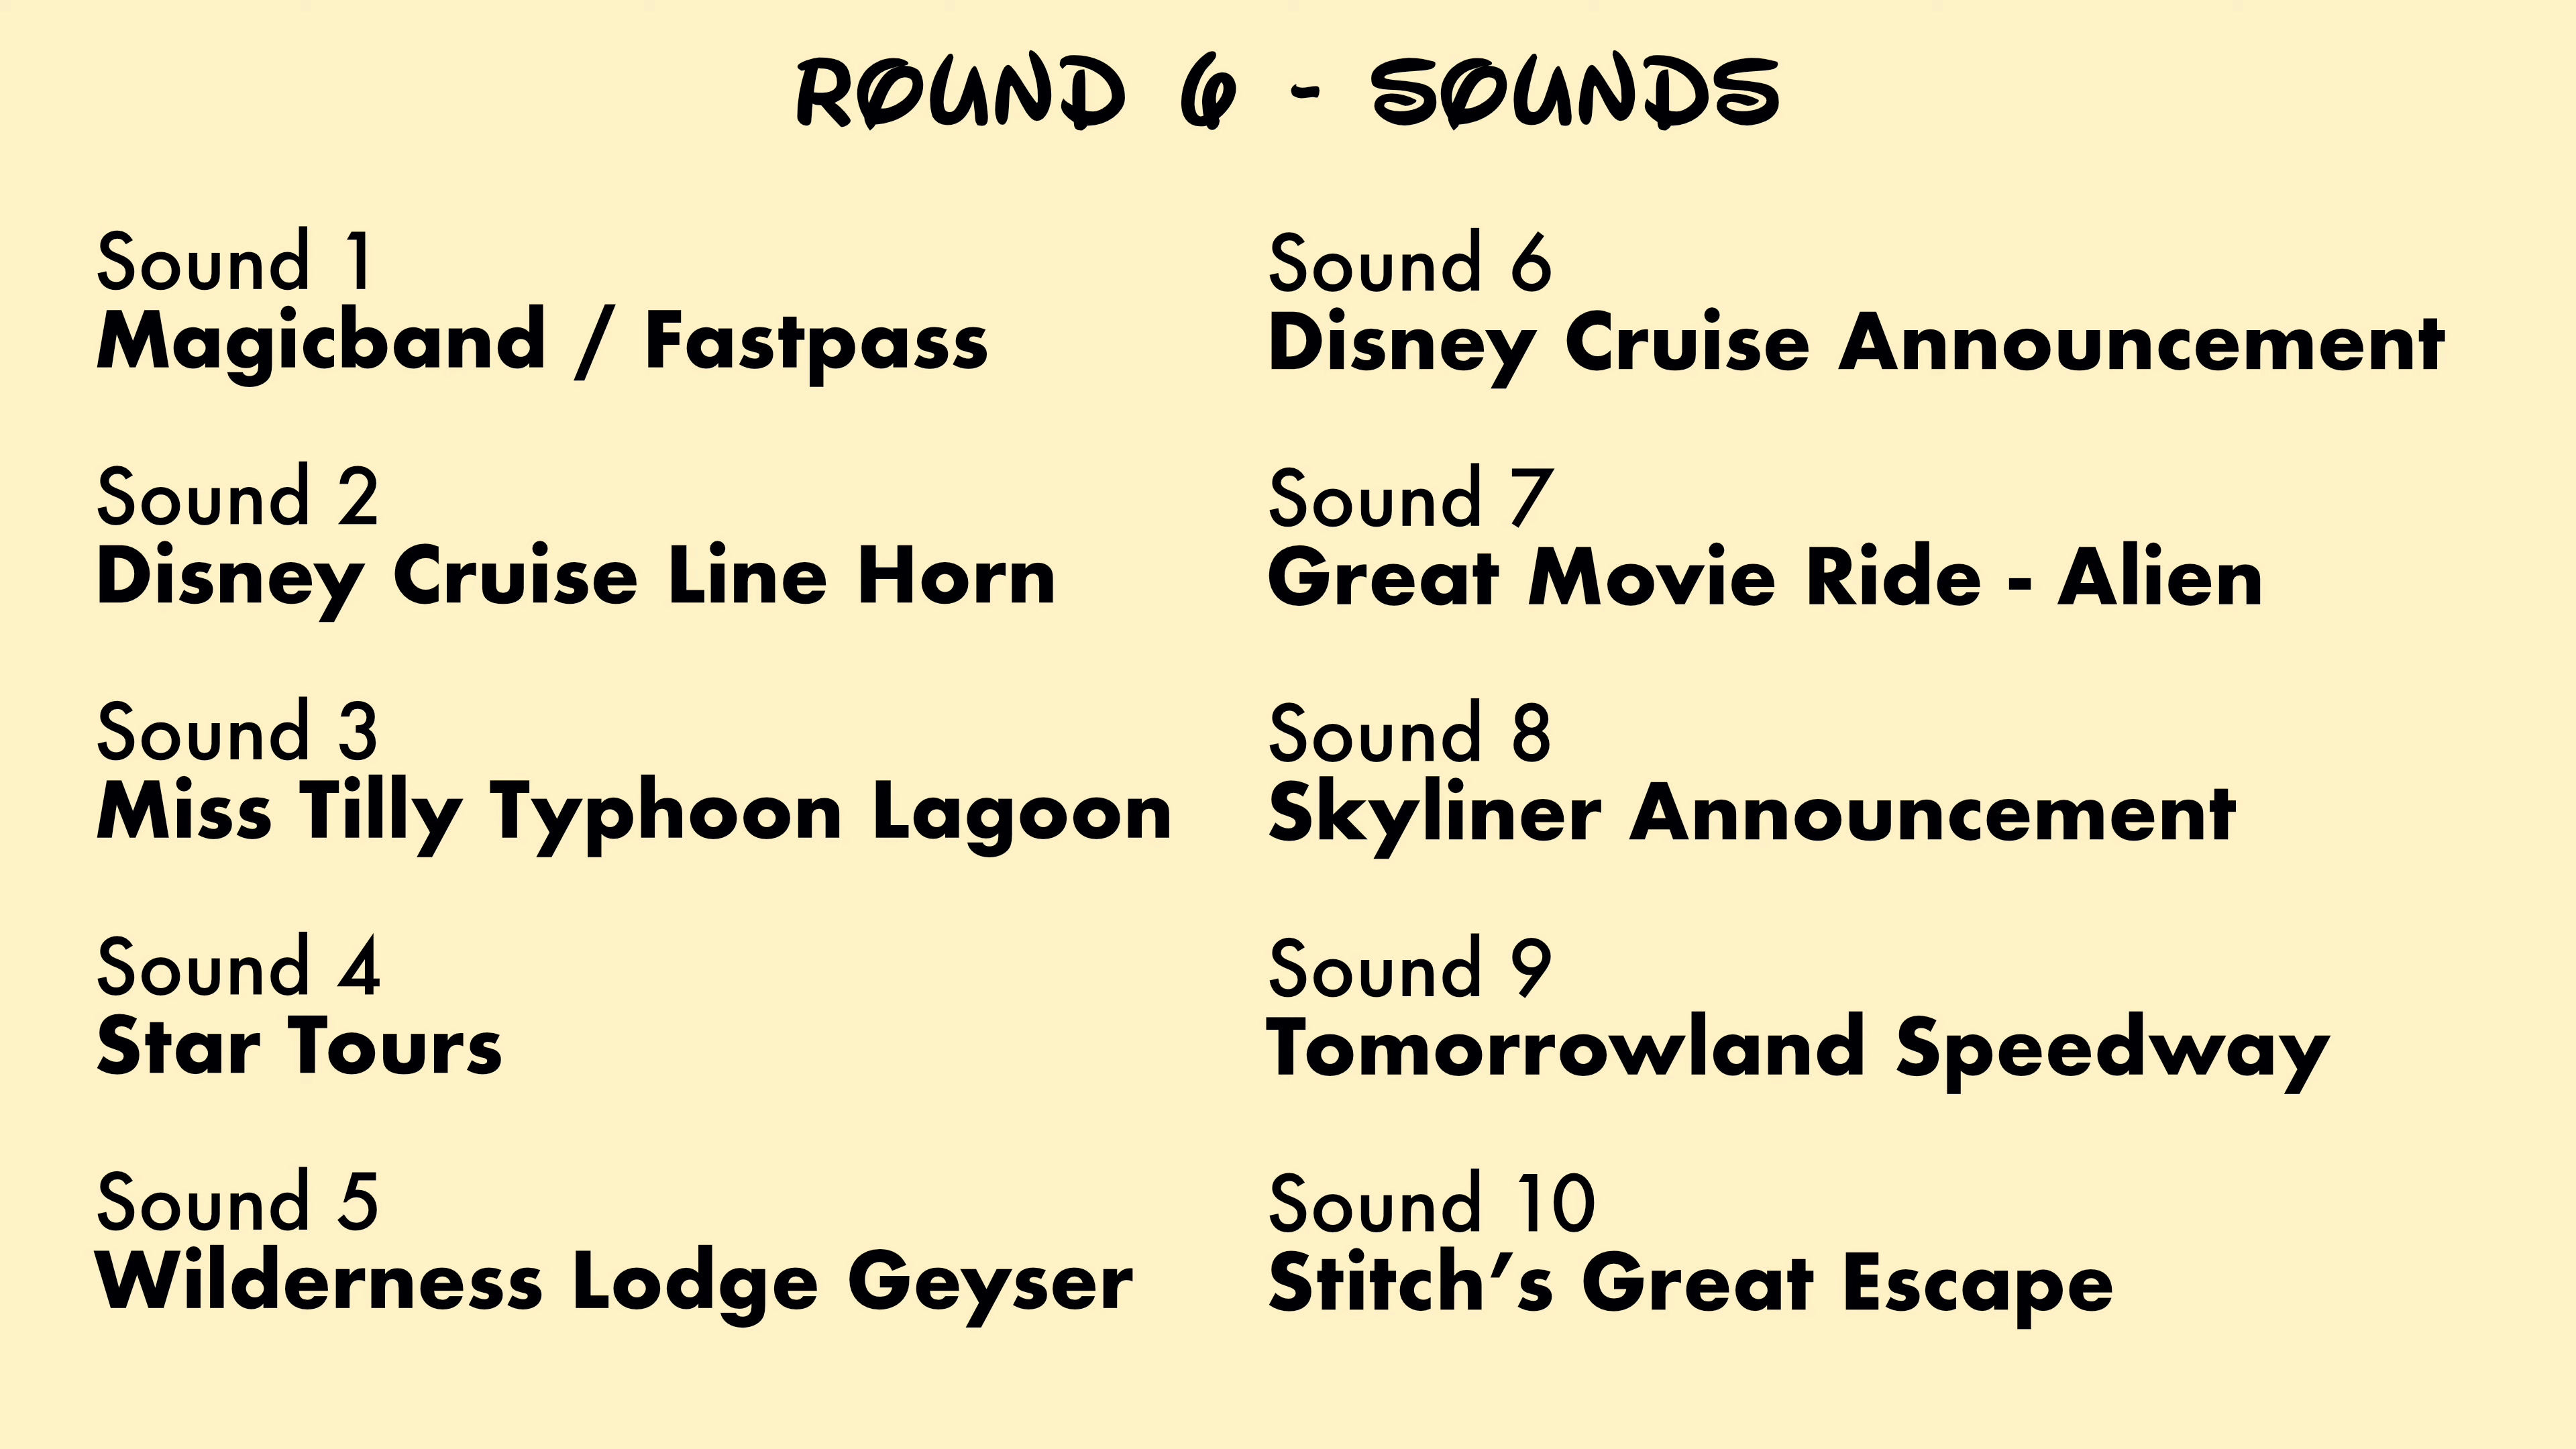 ROUND 6 - SOUNDS
Sound 1
Magicband / Fastpass
Sound 2
Disney Cruise Line Horn
Sound 3
Miss Tilly Typhoon Lagoon
Sound 4
Star Tours
Sound 5
Wilderness Lodge Geyser
Sound 6
Disney Cruise Announcement
Sound 7
Great Movie Ride - Alien
Sound 8
Skyliner Announcement
Sound 9
Tomorrowland Speedway
Sound 10
Stitch’s Great Escape